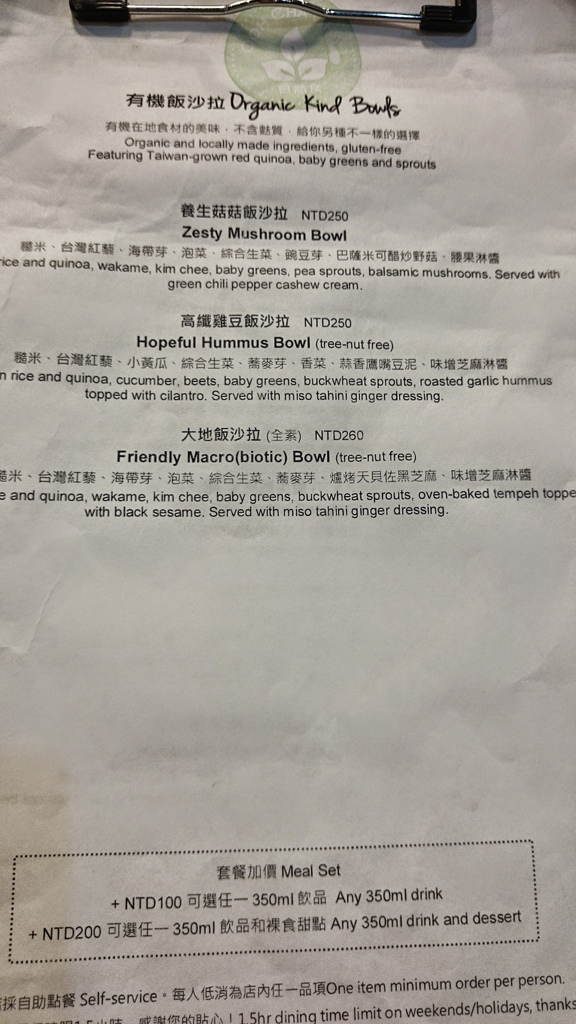 有機飯沙拉 Organic Kind Bowls
有機在地食材的美味，不含麩質，給你另種不一樣的選擇
Organic and locally made ingredients, gluten-free
Featuring Taiwan-grown red quinoa, baby greens and sprouts
養生菇菇飯沙拉 NTD250
Zesty Mushroom Bowl
糙米、台灣紅藜、海帶芽、泡菜、綜合生菜、豌豆芽、巴薩米可醋炒野菇、腰果淋醬
rice and quinoa, wakame, kim chee, baby greens, pea sprouts, balsamic mushrooms. Served with
green chili pepper cashew cream.
高纖雞豆飯沙拉 NTD250
Hopeful Hummus Bowl (tree-nut free)
糙米、台灣紅藜、小黃瓜、綜合生菜、蕎麥芽、香菜、蒜香鷹嘴豆泥、味增芝麻淋醬
n rice and quinoa, cucumber, beets, baby greens, buckwheat sprouts, roasted garlic hummus
topped with cilantro. Served with miso tahini ginger dressing.
大地飯沙拉 (全素) NTD260
Friendly Macro(biotic) Bowl (tree-nut free)
糙米、台灣紅藜、海帶芽、泡菜、綜合生菜、蕎麥芽、爐烤天貝佐黑芝麻、味增芝麻淋醬
e and quinoa, wakame, kim chee, baby greens, buckwheat sprouts, oven-baked tempeh toppe
with black sesame. Served with miso tahini ginger dressing.
套餐加價 Meal Set
+ NTD100 可選任一 350ml 飲品 Any 350ml drink
+ NTD200 可選任一 350ml 飲品和裸食甜點 Any 350ml drink and dessert
採自助點餐 Self-service。每人低消為店內任一品項One item minimum order per person.
1.5小時，感謝您的貼心！1.5hr dining time limit on weekends/holidays, thanks